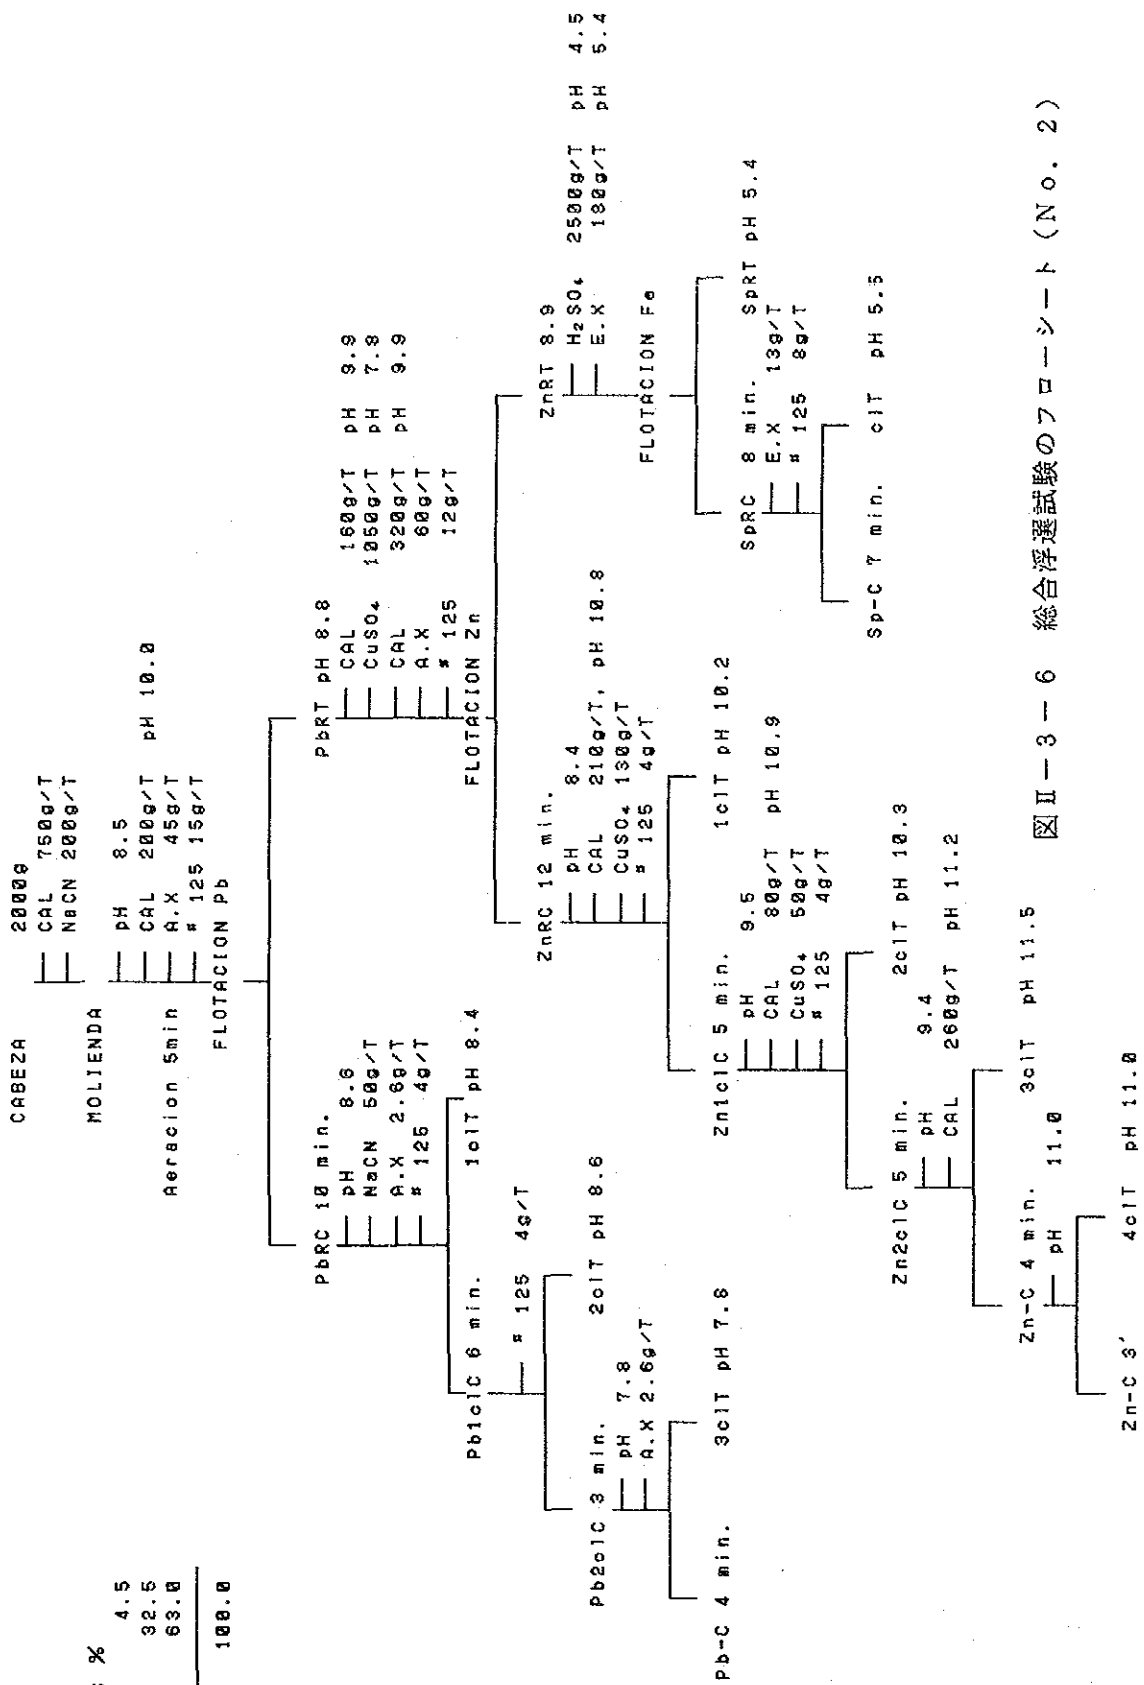 CABEZA 2000g
CAL 750g/T
NaCN 200g/T
MOLIENDA
pH 8.5
CAL 200g/T pH 10.0
Aeracion 5min
A.X 45g/T
# 125 15g/T
FLOTACION Pb
PbRC 10 min.
pH 8.6
NaCN 50g/T
A.X 2.6g/T
# 125 4g/T
Pb1clC 6 min.
1clT pH 8.4
# 125 4g/T
Pb2clC 3 min.
2clT pH 8.6
pH 7.8
A.X 2.6g/T
Pb-C 4 min.
3clT pH 7.8
PbRT pH 8.8
CAL 160g/T pH 9.9
CuSO₄ 1050g/T pH 7.9
CAL 320g/T pH 9.9
A.X 60g/T
# 125 12g/T
FLOTACION Zn
ZnRC 12 min.
pH 8.4
CAL 210g/T, pH 10.8
CuSO₄ 130g/T
# 125 4g/T
Zn1clC 5 min.
1clT pH 10.2
pH 9.5
CAL 80g/T pH 10.9
CuSO₄ 50g/T
# 125 4g/T
Zn2clC 5 min.
2clT pH 10.3
pH 9.4
CAL 260g/T pH 11.2
Zn-C 4 min.
3clT pH 11.5
pH 11.0
Zn-C 3'
4clT pH 11.0
ZnRT 8.9
H₂SO₄ 2500g/T pH 4.5
E.X 180g/T pH 5.4
FLOTACION Fe
SpRC 8 min.
SpRT pH 5.4
E.X 13g/T
# 125 8g/T
Sp-C 7 min.
clT pH 5.5
%
4.5
32.5
63.0
100.0
図Ⅱ-3-6 総合浮選試験のフローシート(No. 2)